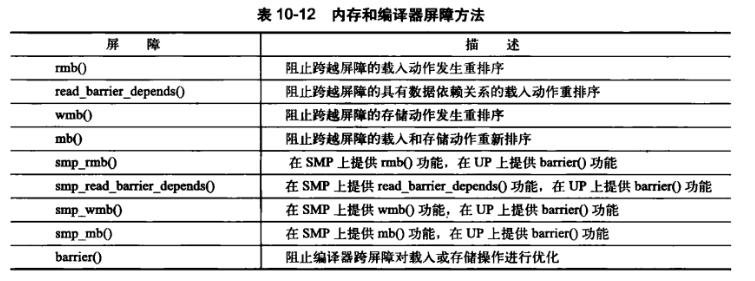 表 10-12 内存和编译器屏障方法
屏 障 描 述
rmb() 阻止跨越屏障的载入动作发生重排序
read_barrier_depends() 阻止跨越屏障的具有数据依赖关系的载入动作重排序
wmb() 阻止跨越屏障的存储动作发生重排序
mb() 阻止跨越屏障的载入和存储动作重新排序
smp_rmb() 在 SMP 上提供 rmb() 功能，在 UP 上提供 barrier() 功能
smp_read_barrier_depends() 在 SMP 上提供 read_barrier_depends() 功能，在 UP 上提供 barrier() 功能
smp_wmb() 在 SMP 上提供 wmb() 功能，在 UP 上提供 barrier() 功能
smp_mb() 在 SMP 上提供 mb() 功能，在 UP 上提供 barrier() 功能
barrier() 阻止编译器跨屏障对载入或存储操作进行优化